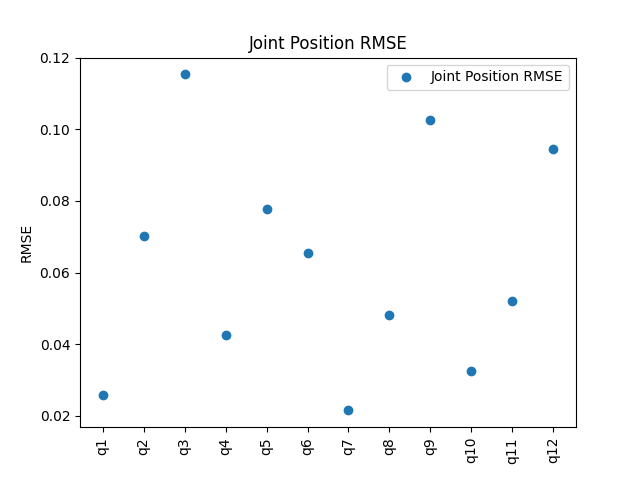 Joint Position RMSE
Joint Position RMSE
0.12
0.10
0.08
0.06
0.04
0.02
RMSE
q1
q2
q3
q4
q5
q6
q7
q8
q9
q10
q11
q12